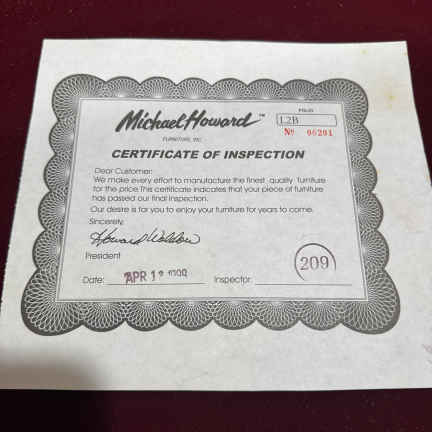 Michael Howard™
FURNITURE, INC.
FOLIO
L2B
No. 06201
CERTIFICATE OF INSPECTION
Dear Customer:
We make every effort to manufacture the finest quality furniture
for the price. This certificate indicates that your piece of furniture
has passed our final inspection.
Our desire is for you to enjoy your furniture for years to come.
Sincerely,
Howard
President
Date: APR 1
Inspector:
209